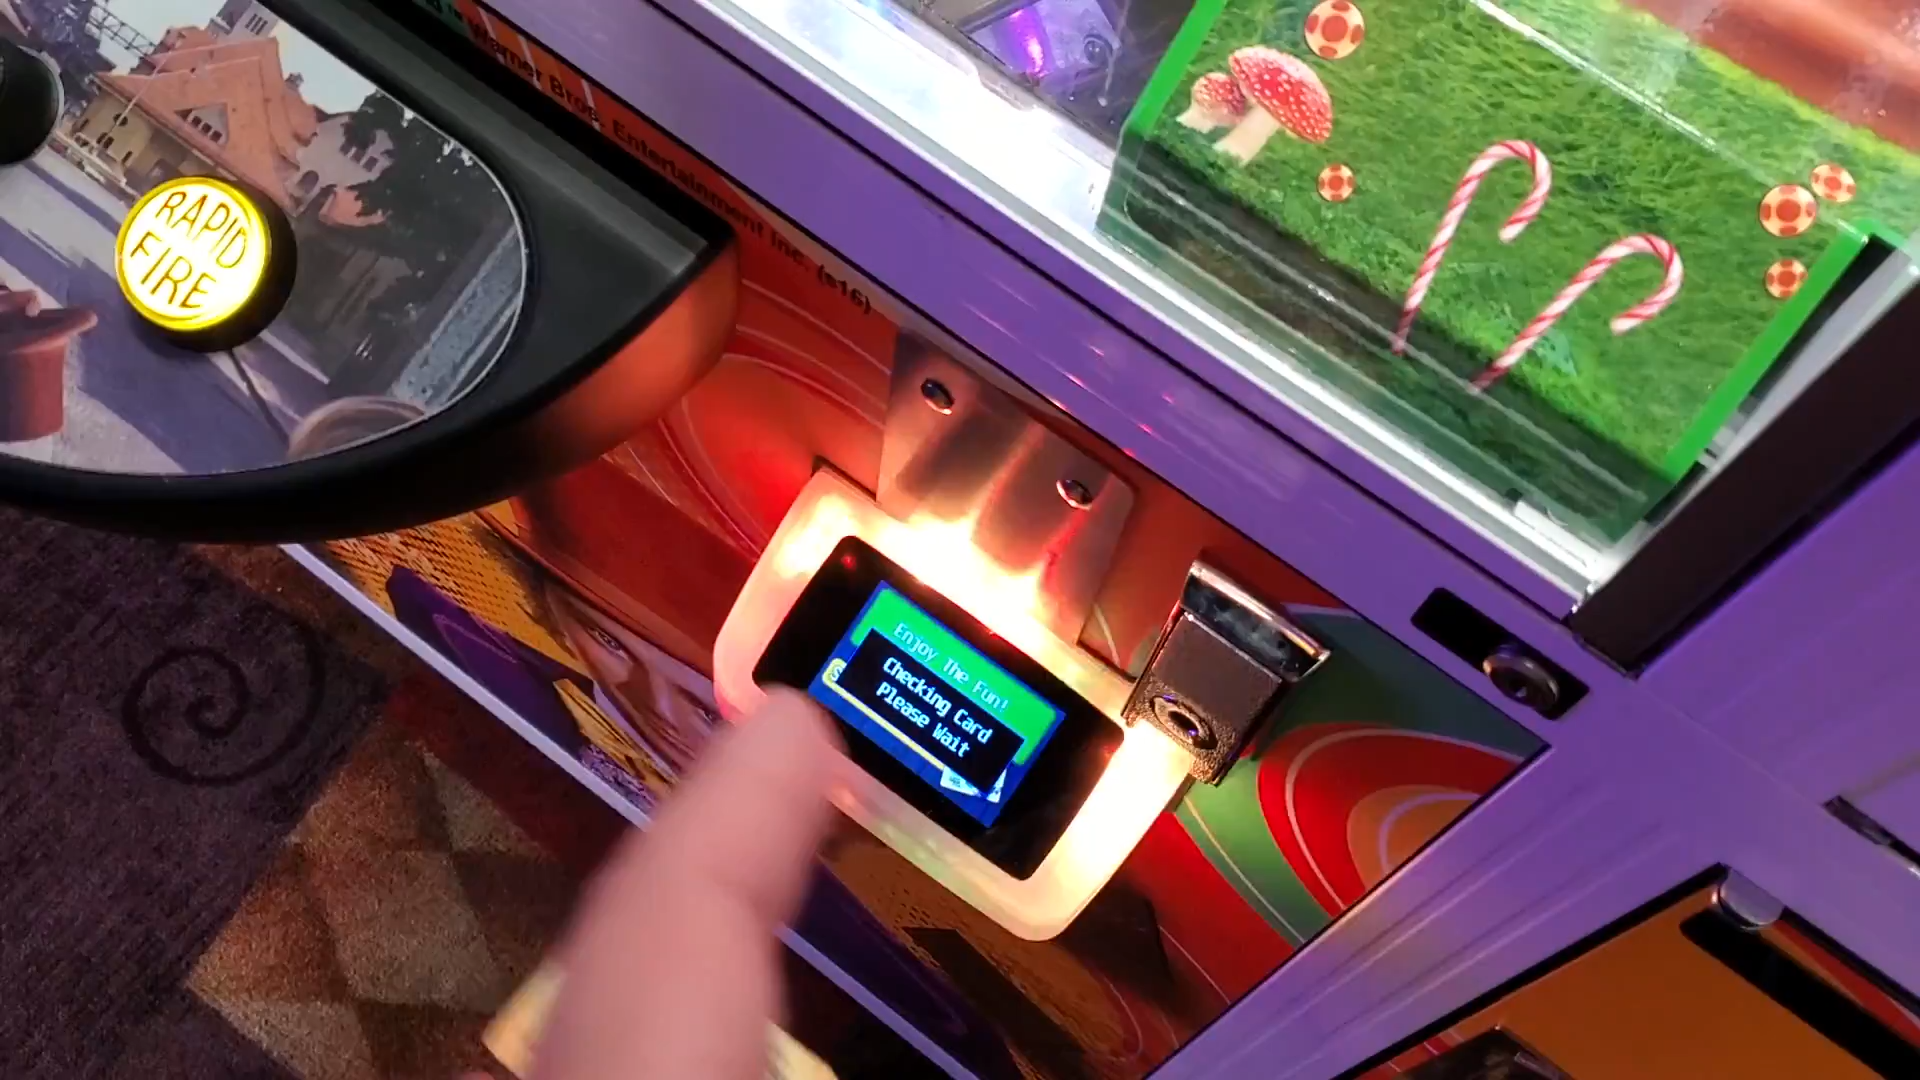 RAPID
FIRE
Warner Bros. Entertainment Inc. (s16)
Enjoy The Fun!
Checking Card
Please Wait
S